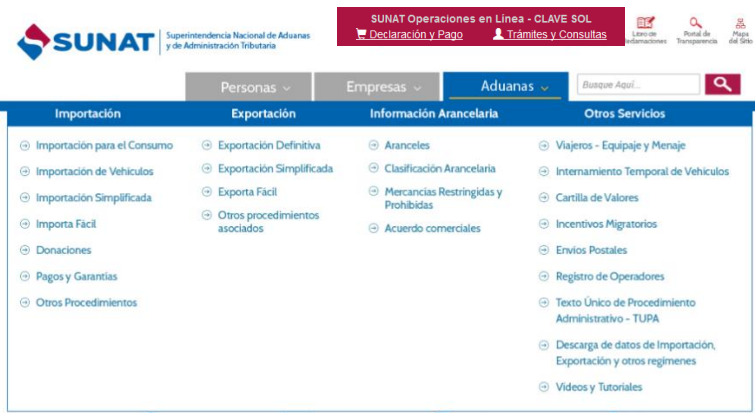 SUNAT
Superintendencia Nacional de Aduanas
y de Administración Tributaria
SUNAT Operaciones en Línea - CLAVE SOL
Declaración y Pago
Trámites y Consultas
Libro de
Reclamaciones
Portal de
Transparencia
Mapa
del Sitio
Personas
Empresas
Aduanas
Busque Aquí...
Importación
Importación para el Consumo
Importación de Vehículos
Importación Simplificada
Importa Fácil
Donaciones
Pagos y Garantías
Otros Procedimientos
Exportación
Exportación Definitiva
Exportación Simplificada
Exporta Fácil
Otros procedimientos
asociados
Información Arancelaria
Aranceles
Clasificación Arancelaria
Mercancías Restringidas y
Prohibidas
Acuerdo comerciales
Otros Servicios
Viajeros - Equipaje y Menaje
Internamiento Temporal de Vehículos
Cartilla de Valores
Incentivos Migratorios
Envíos Postales
Registro de Operadores
Texto Único de Procedimiento
Administrativo - TUPA
Descarga de datos de Importación,
Exportación y otros regímenes
Videos y Tutoriales